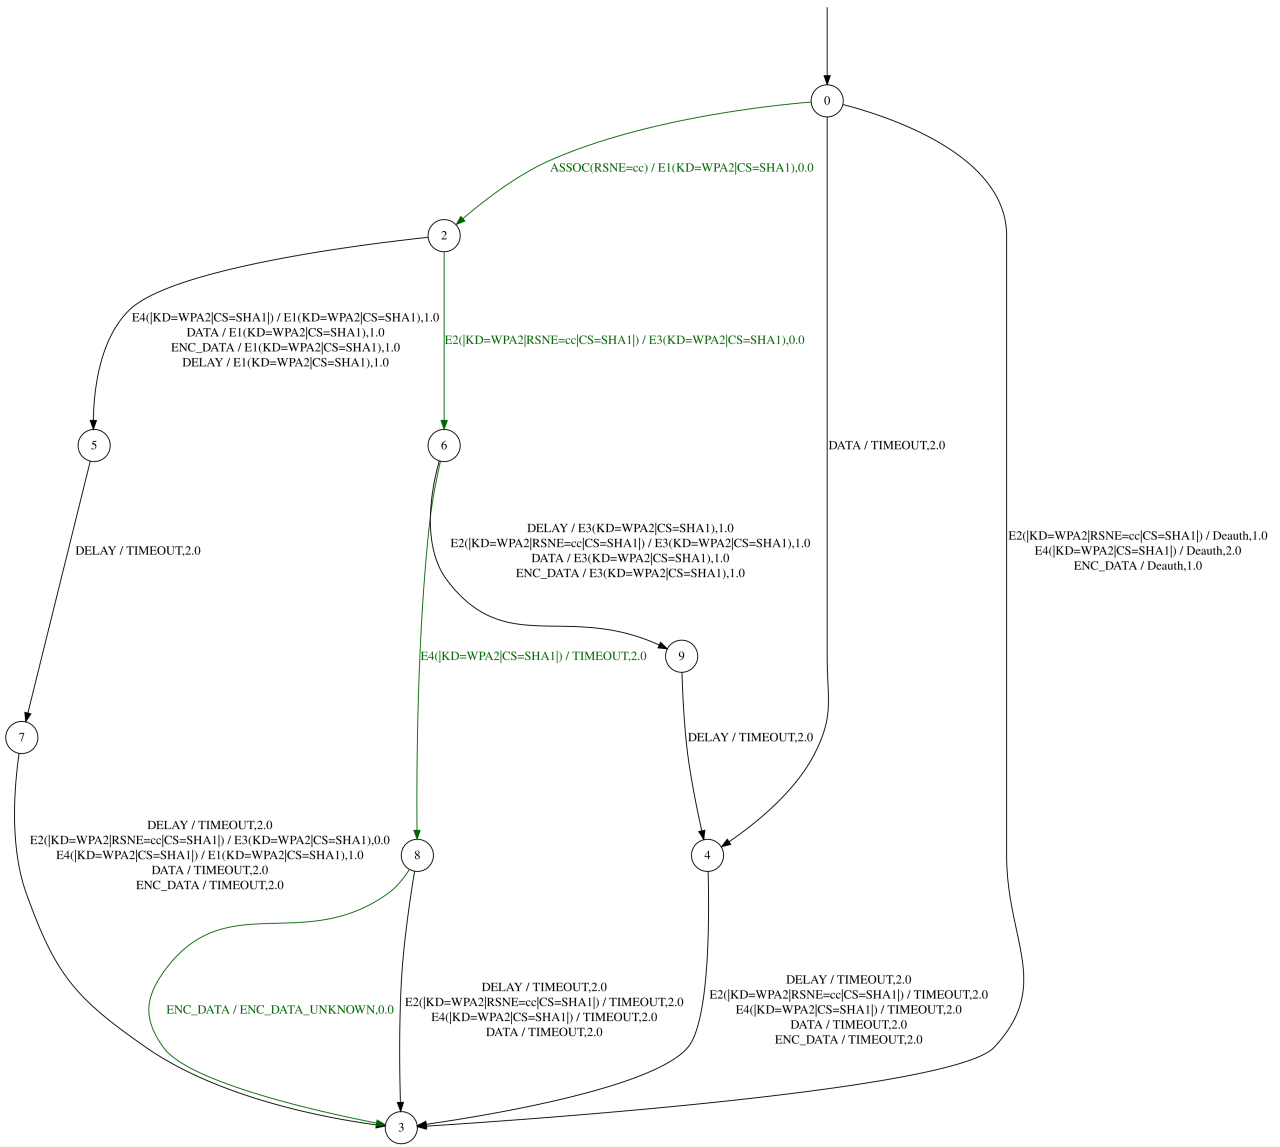 0
ASSOC(RSNE=cc) / E1(KD=WPA2|CS=SHA1),0.0
2
E4(|KD=WPA2|CS=SHA1|) / E1(KD=WPA2|CS=SHA1),1.0
DATA / E1(KD=WPA2|CS=SHA1),1.0
ENC_DATA / E1(KD=WPA2|CS=SHA1),1.0
DELAY / E1(KD=WPA2|CS=SHA1),1.0
E2(|KD=WPA2|RSNE=cc|CS=SHA1|) / E3(KD=WPA2|CS=SHA1),0.0
5
6
DATA / TIMEOUT,2.0
DELAY / TIMEOUT,2.0
DELAY / E3(KD=WPA2|CS=SHA1),1.0
E2(|KD=WPA2|RSNE=cc|CS=SHA1|) / E3(KD=WPA2|CS=SHA1),1.0
DATA / E3(KD=WPA2|CS=SHA1),1.0
ENC_DATA / E3(KD=WPA2|CS=SHA1),1.0
E2(|KD=WPA2|RSNE=cc|CS=SHA1|) / Deauth,1.0
E4(|KD=WPA2|CS=SHA1|) / Deauth,2.0
ENC_DATA / Deauth,1.0
E4(|KD=WPA2|CS=SHA1|) / TIMEOUT,2.0
9
7
DELAY / TIMEOUT,2.0
DELAY / TIMEOUT,2.0
E2(|KD=WPA2|RSNE=cc|CS=SHA1|) / E3(KD=WPA2|CS=SHA1),0.0
E4(|KD=WPA2|CS=SHA1|) / E1(KD=WPA2|CS=SHA1),1.0
DATA / TIMEOUT,2.0
ENC_DATA / TIMEOUT,2.0
8
4
ENC_DATA / ENC_DATA_UNKNOWN,0.0
DELAY / TIMEOUT,2.0
E2(|KD=WPA2|RSNE=cc|CS=SHA1|) / TIMEOUT,2.0
E4(|KD=WPA2|CS=SHA1|) / TIMEOUT,2.0
DATA / TIMEOUT,2.0
DELAY / TIMEOUT,2.0
E2(|KD=WPA2|RSNE=cc|CS=SHA1|) / TIMEOUT,2.0
E4(|KD=WPA2|CS=SHA1|) / TIMEOUT,2.0
DATA / TIMEOUT,2.0
ENC_DATA / TIMEOUT,2.0
3